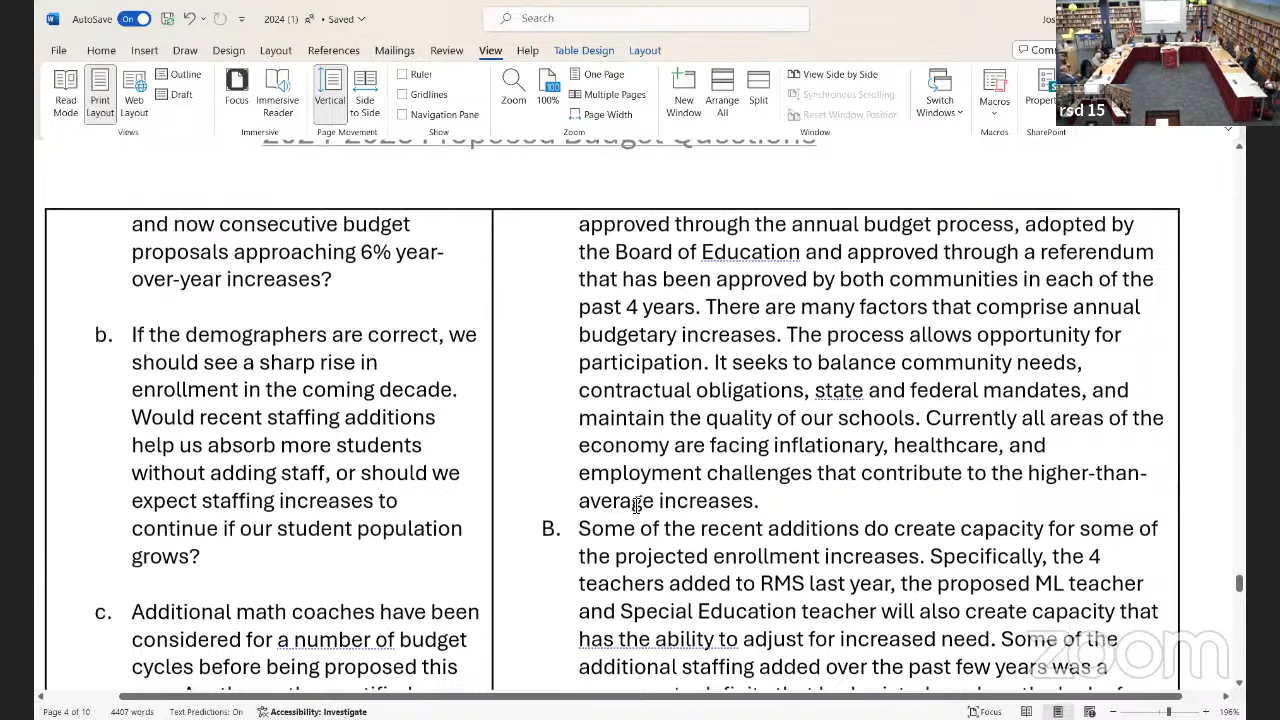 AutoSave On 2024 (1) • Saved Search
File Home Insert Draw Design Layout References Mailings Review View Help Table Design Layout
Read Mode
Print Layout
Web Layout
Outline
Draft
Views
Focus
Immersive Reader
Immersive
Vertical
Side to Side
Page Movement
Ruler
Gridlines
Navigation Pane
Show
Zoom
100
100%
One Page
Multiple Pages
Page Width
Zoom
New Window
Arrange All
Split
View Side by Side
Synchronous Scrolling
Reset Window Position
Window
Switch Windows
Macros
Macros
SharePoint
rsd 15
2024-2025 Proposed Budget Questions
and now consecutive budget
proposals approaching 6% year-
over-year increases?
b. If the demographers are correct, we
should see a sharp rise in
enrollment in the coming decade.
Would recent staffing additions
help us absorb more students
without adding staff, or should we
expect staffing increases to
continue if our student population
grows?
c. Additional math coaches have been
considered for a number of budget
cycles before being proposed this
approved through the annual budget process, adopted by
the Board of Education and approved through a referendum
that has been approved by both communities in each of the
past 4 years. There are many factors that comprise annual
budgetary increases. The process allows opportunity for
participation. It seeks to balance community needs,
contractual obligations, state and federal mandates, and
maintain the quality of our schools. Currently all areas of the
economy are facing inflationary, healthcare, and
employment challenges that contribute to the higher-than-
average increases.
B. Some of the recent additions do create capacity for some of
the projected enrollment increases. Specifically, the 4
teachers added to RMS last year, the proposed ML teacher
and Special Education teacher will also create capacity that
has the ability to adjust for increased need. Some of the
additional staffing added over the past few years was a
zoom
Page 4 of 10 4407 words Text Predictions: On Accessibility: Investigate Focus 196%